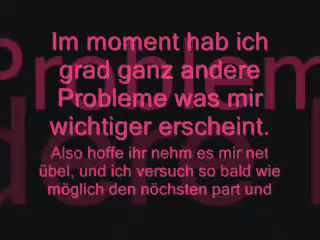 Im moment hab ich
grad ganz andere
Probleme was mir
wichtiger erscheint.
Also hoffe ihr nehm es mir net
übel, und ich versuch so bald wie
möglich den nöchsten part und